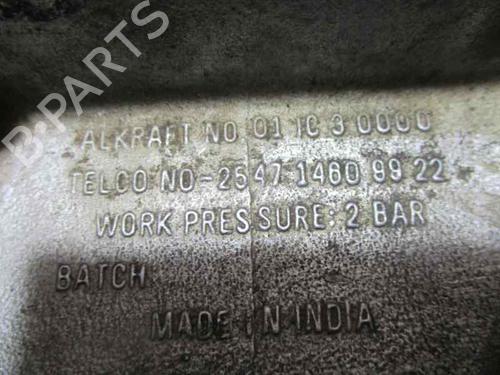 ALKRAFT NO 01 IC 3 0000
TELCO NO-2547 1460 99 22
WORK PRESSURE: 2 BAR
BATCH:
MADE IN INDIA
B-PARTS